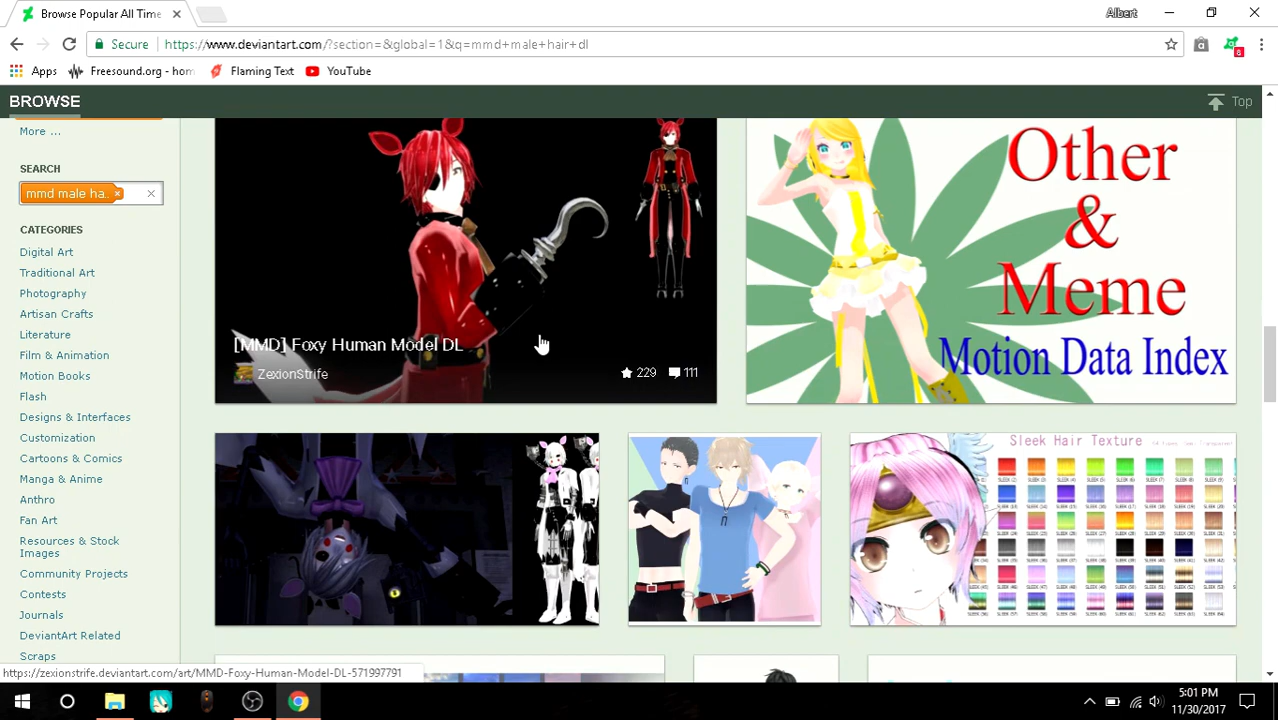 Browse Popular All Time
Albert
Secure https://www.deviantart.com/?section=&global=1&q=mmd+male+hair+dl
8
Apps Freesound.org - hom Flaming Text YouTube
BROWSE
Top
More ...
SEARCH
mmd male ha..
CATEGORIES
Digital Art
Traditional Art
Photography
Artisan Crafts
Literature
Film & Animation
Motion Books
Flash
Designs & Interfaces
Customization
Cartoons & Comics
Manga & Anime
Anthro
Fan Art
Resources & Stock
Images
Community Projects
Contests
Journals
DeviantArt Related
Scraps
[MMD] Foxy Human Model DL
ZexionStrife
229 111
Other
&
Meme
Motion Data Index
Sleek Hair Texture
https://zexionstrife.deviantart.com/art/MMD-Foxy-Human-Model-DL-571997791
5:01 PM
11/30/2017